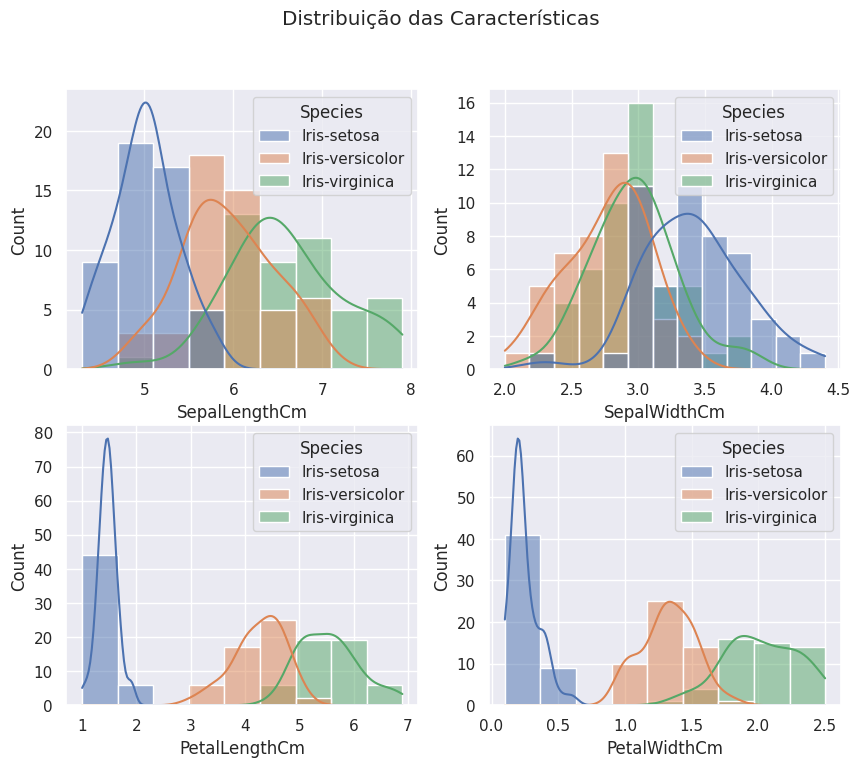 Distribuição das Características
Species
Iris-setosa
Iris-versicolor
Iris-virginica
Count
20
15
10
5
0
5
6
7
8
SepalLengthCm
Species
Iris-setosa
Iris-versicolor
Iris-virginica
Count
16
14
12
10
8
6
4
2
0
2.0
2.5
3.0
3.5
4.0
4.5
SepalWidthCm
Species
Iris-setosa
Iris-versicolor
Iris-virginica
Count
80
70
60
50
40
30
20
10
0
1
2
3
4
5
6
7
PetalLengthCm
Species
Iris-setosa
Iris-versicolor
Iris-virginica
Count
60
50
40
30
20
10
0
0.0
0.5
1.0
1.5
2.0
2.5
PetalWidthCm